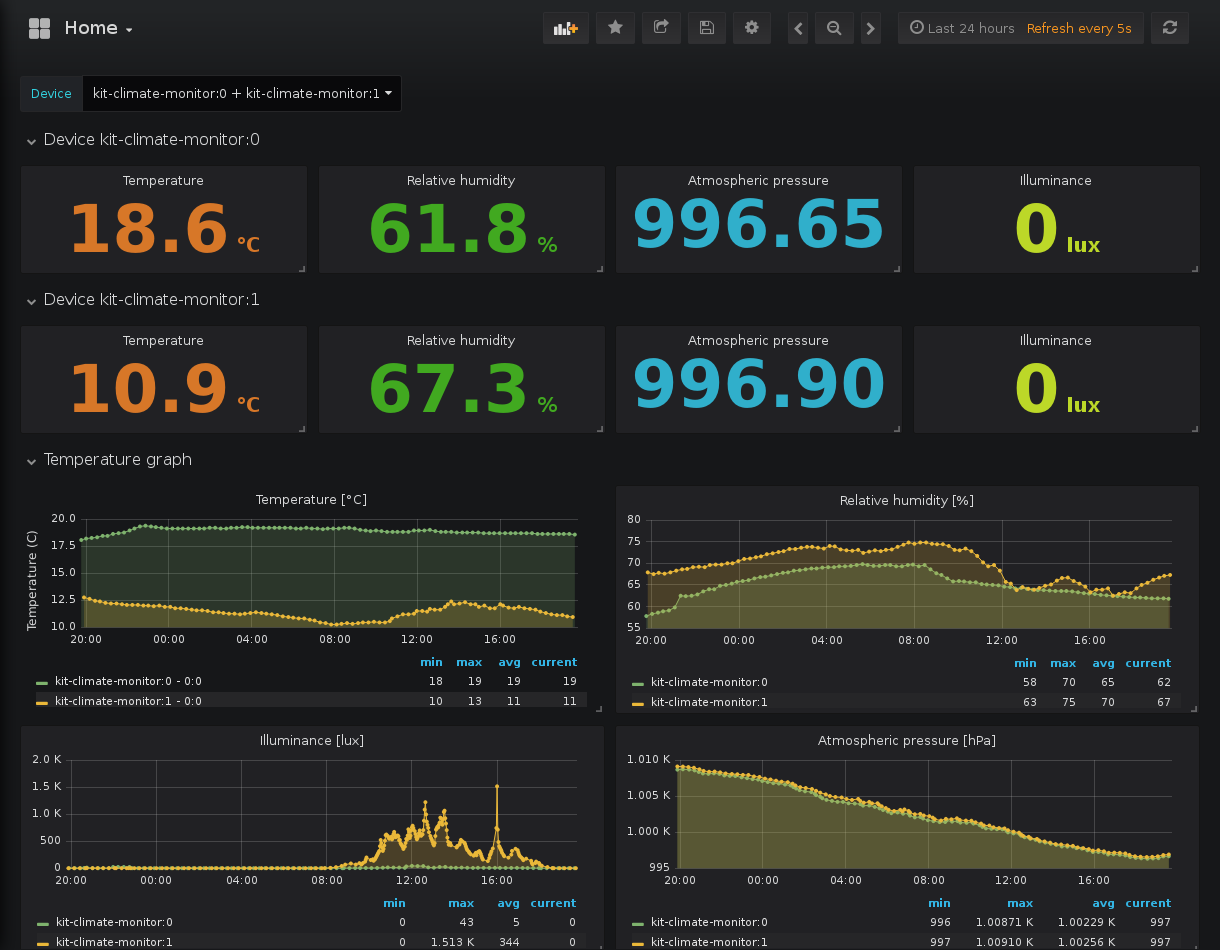 Home
Last 24 hours Refresh every 5s
Device kit-climate-monitor:0 + kit-climate-monitor:1
Device kit-climate-monitor:0
Temperature Relative humidity Atmospheric pressure Illuminance
18.6 °C 61.8 % 996.65 0 lux
Device kit-climate-monitor:1
Temperature Relative humidity Atmospheric pressure Illuminance
10.9 °C 67.3 % 996.90 0 lux
Temperature graph
Temperature [°C]
Temperature (C)
20.0
17.5
15.0
12.5
10.0
20:00 00:00 04:00 08:00 12:00 16:00
min max avg current
kit-climate-monitor:0 - 0:0 18 19 19 19
kit-climate-monitor:1 - 0:0 10 13 11 11
Relative humidity [%]
80
75
70
65
60
55
20:00 00:00 04:00 08:00 12:00 16:00
min max avg current
kit-climate-monitor:0 58 70 65 62
kit-climate-monitor:1 63 75 70 67
Illuminance [lux]
2.0 K
1.5 K
1.0 K
500
0
20:00 00:00 04:00 08:00 12:00 16:00
min max avg current
kit-climate-monitor:0 0 43 5 0
kit-climate-monitor:1 0 1.513 K 344 0
Atmospheric pressure [hPa]
1.010 K
1.005 K
1.000 K
995
20:00 00:00 04:00 08:00 12:00 16:00
min max avg current
kit-climate-monitor:0 996 1.00871 K 1.00229 K 997
kit-climate-monitor:1 997 1.00910 K 1.00256 K 997